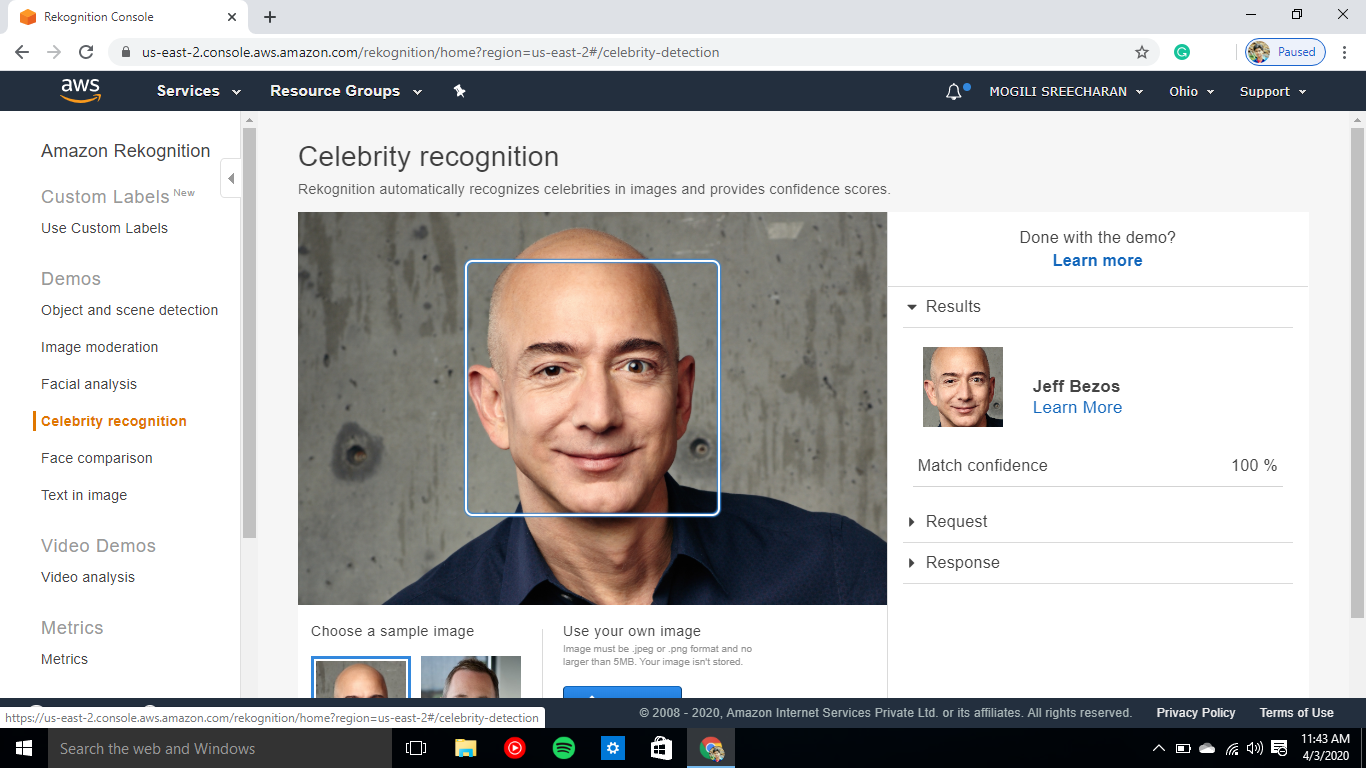 Rekognition Console
us-east-2.console.aws.amazon.com/rekognition/home?region=us-east-2#/celebrity-detection
Paused
aws
Services
Resource Groups
MOGILI SREECHARAN
Ohio
Support
Amazon Rekognition
Custom Labels New
Use Custom Labels
Demos
Object and scene detection
Image moderation
Facial analysis
Celebrity recognition
Face comparison
Text in image
Video Demos
Video analysis
Metrics
Metrics
Celebrity recognition
Rekognition automatically recognizes celebrities in images and provides confidence scores.
Done with the demo?
Learn more
Results
Jeff Bezos
Learn More
Match confidence 100 %
Request
Response
Choose a sample image
Use your own image
Image must be .jpeg or .png format and no
larger than 5MB. Your image isn't stored.
https://us-east-2.console.aws.amazon.com/rekognition/home?region=us-east-2#/celebrity-detection
© 2008 - 2020, Amazon Internet Services Private Ltd. or its affiliates. All rights reserved.
Privacy Policy
Terms of Use
Search the web and Windows
11:43 AM
4/3/2020